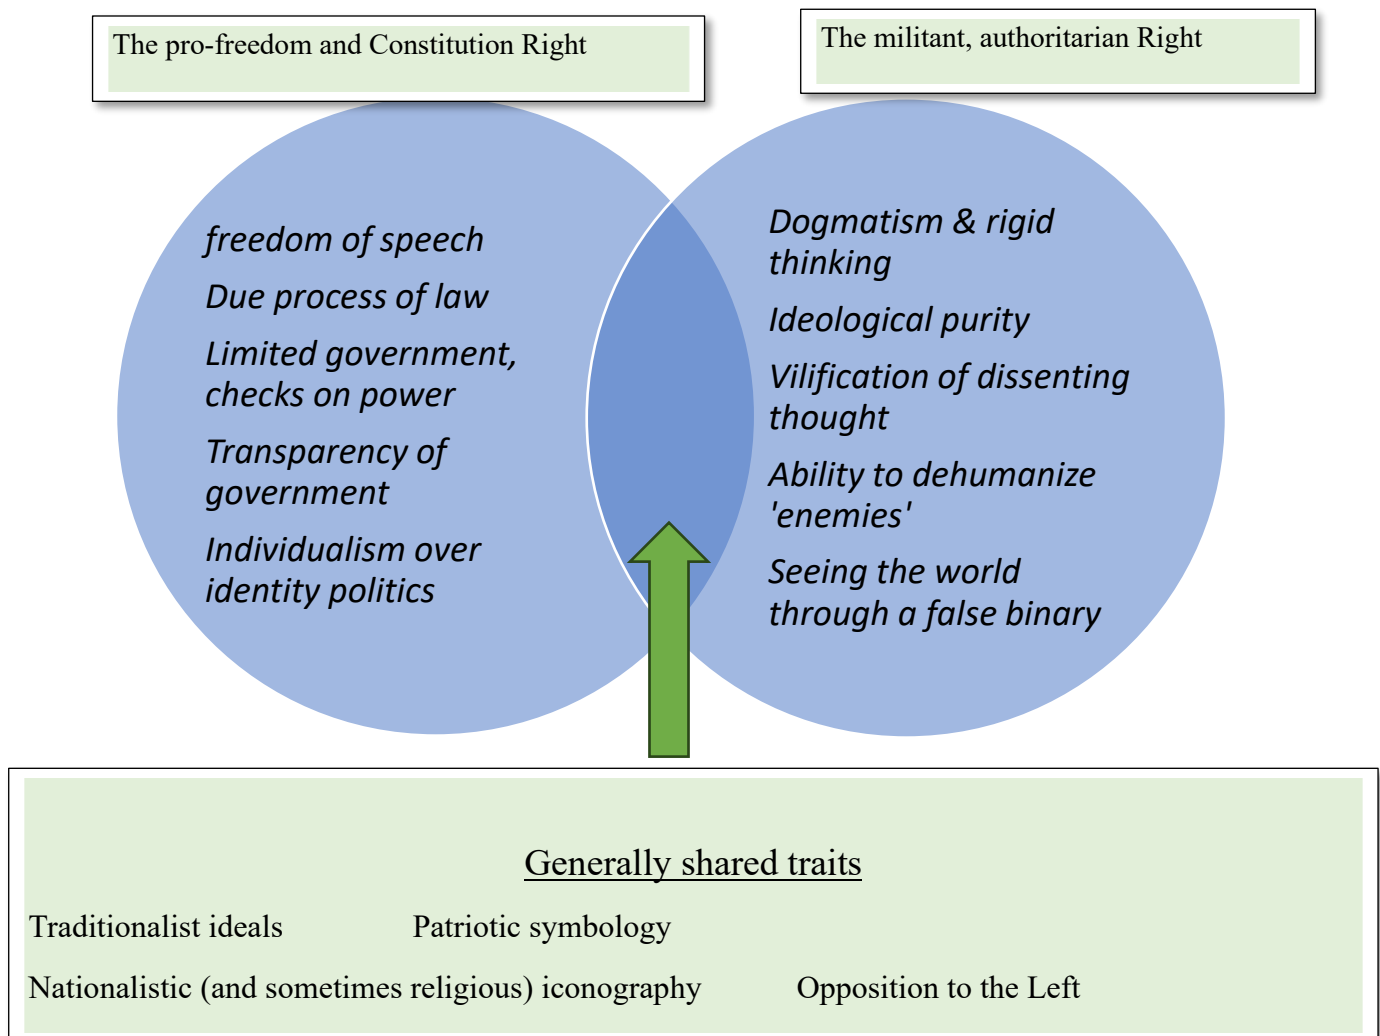 The pro-freedom and Constitution Right
The militant, authoritarian Right
freedom of speech
Due process of law
Limited government,
checks on power
Transparency of
government
Individualism over
identity politics
Dogmatism & rigid
thinking
Ideological purity
Vilification of dissenting
thought
Ability to dehumanize
'enemies'
Seeing the world
through a false binary
Generally shared traits
Traditionalist ideals Patriotic symbology
Nationalistic (and sometimes religious) iconography Opposition to the Left